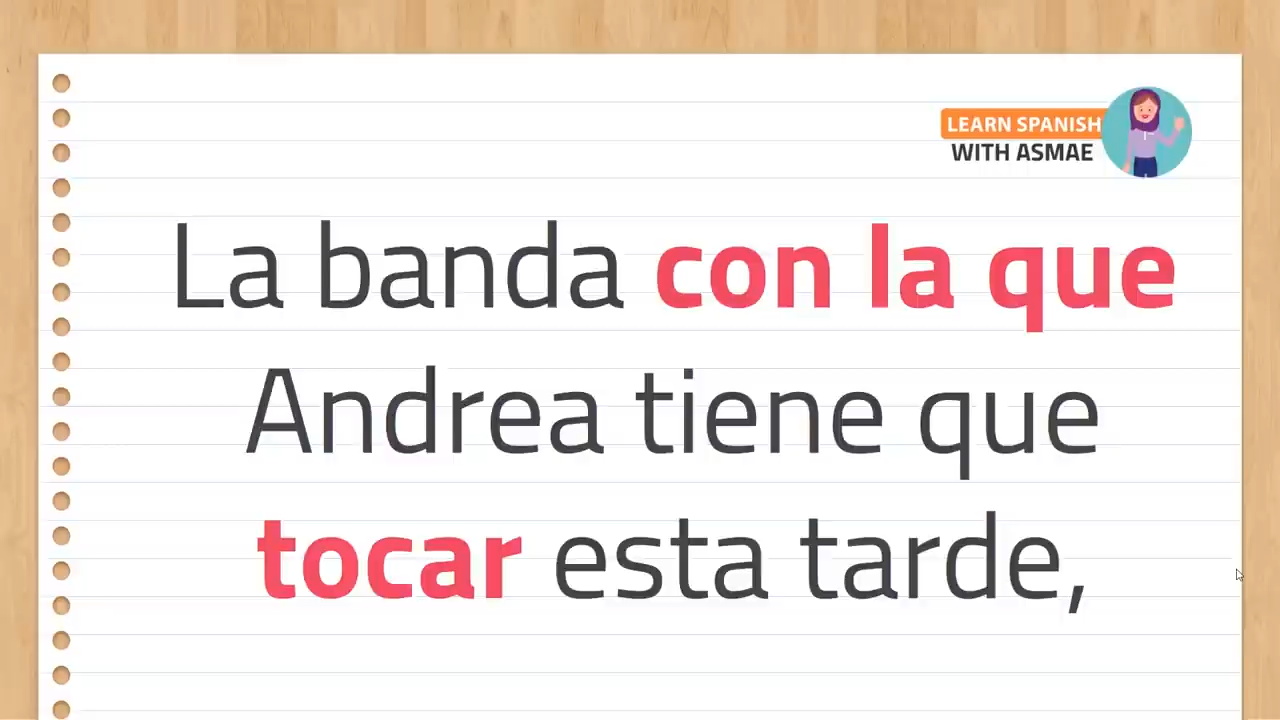 LEARN SPANISH
WITH ASMAE
La banda con la que
Andrea tiene que
tocar esta tarde,